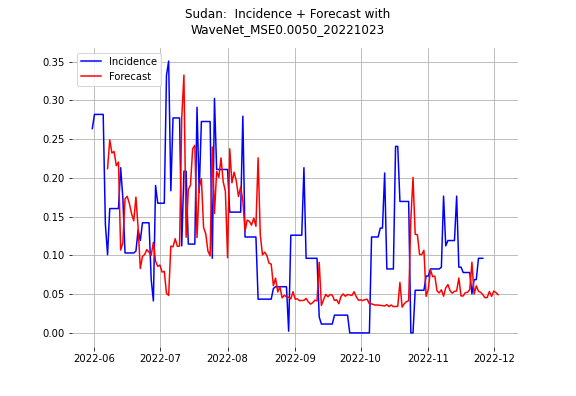 Sudan:  Incidence + Forecast with
WaveNet_MSE0.0050_20221023
Incidence
Forecast
0.35
0.30
0.25
0.20
0.15
0.10
0.05
0.00
2022-06 2022-07 2022-08 2022-09 2022-10 2022-11 2022-12